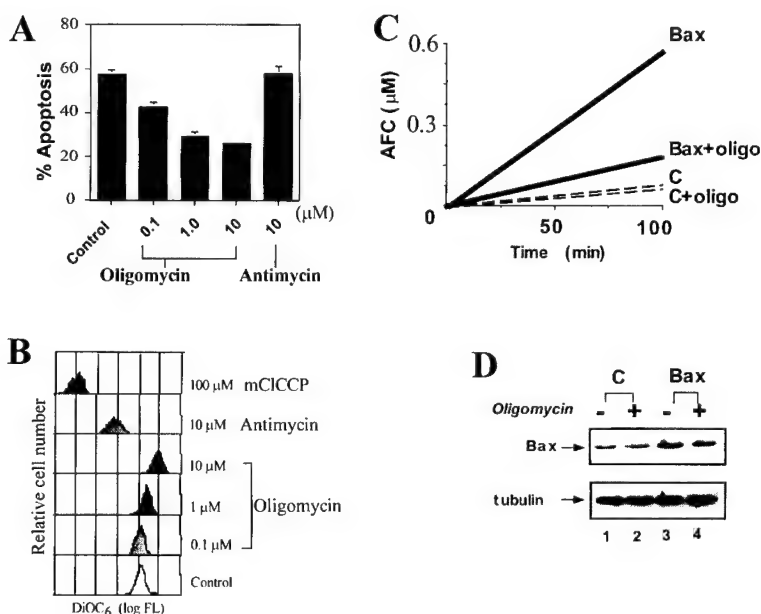 A
% Apoptosis
80
60
40
20
0
Control
0.1
1.0
10
10
(μM)
Oligomycin
Antimycin
B
Relative cell number
100 μM mClCCP
10 μM Antimycin
10 μM
1 μM
0.1 μM
Oligomycin
Control
DiOC6 (log FL)
C
AFC (μM)
0.6
0.3
0
50
100
Time (min)
Bax
Bax+oligo
C
C+oligo
D
C
Bax
Oligomycin - + - +
Bax
tubulin
1 2 3 4